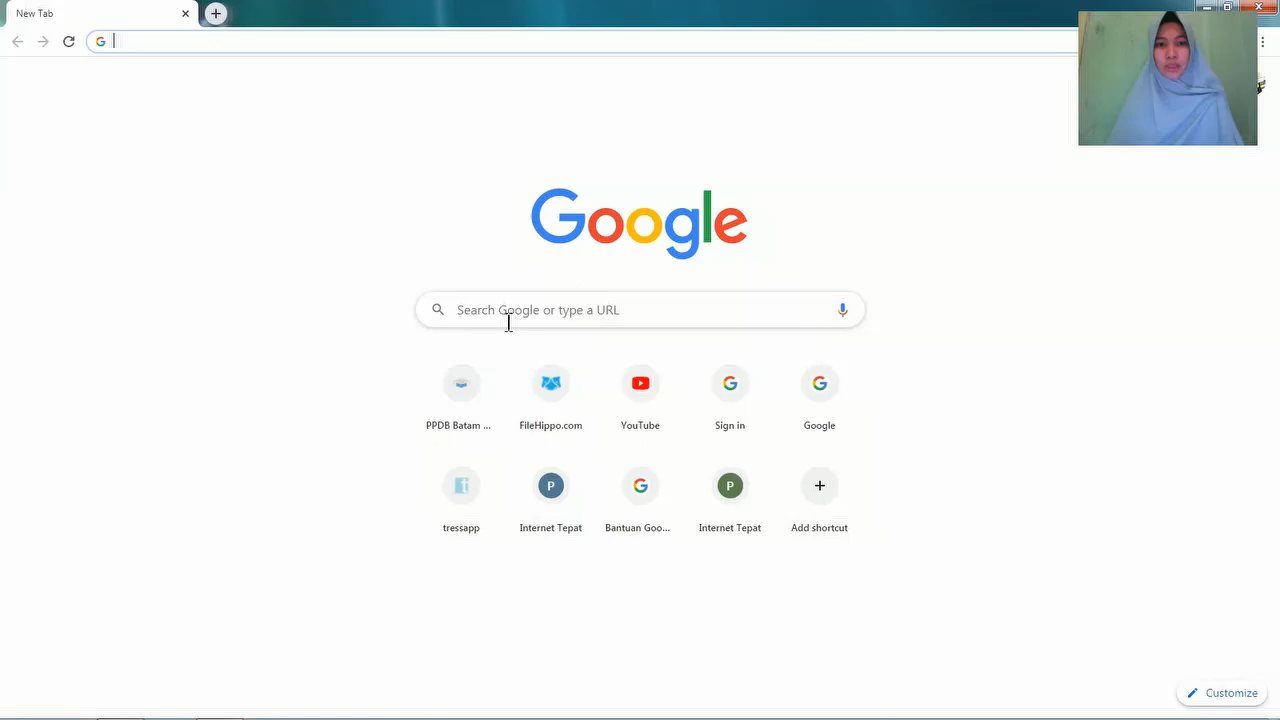 New Tab
Google
Search Google or type a URL
PPDB Batam ...
FileHippo.com
YouTube
Sign in
Google
tressapp
P
Internet Tepat
Bantuan Goo...
P
Internet Tepat
Add shortcut
Customize